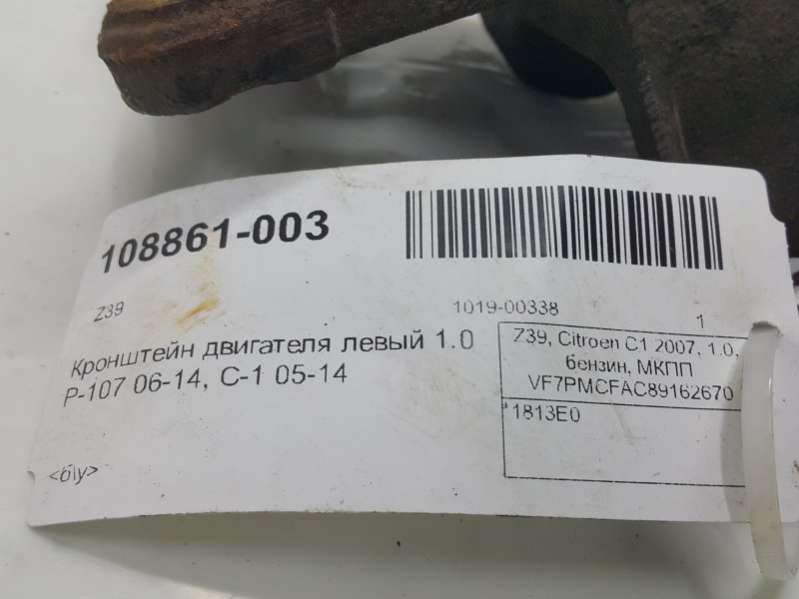 108861-003
Z39
1019-00338
1
Кронштейн двигателя левый 1.0
P-107 06-14, C-1 05-14
Z39, Citroen C1 2007, 1.0,
бензин, МКПП
VF7PMCFAC89162670
1813E0
<б\у>